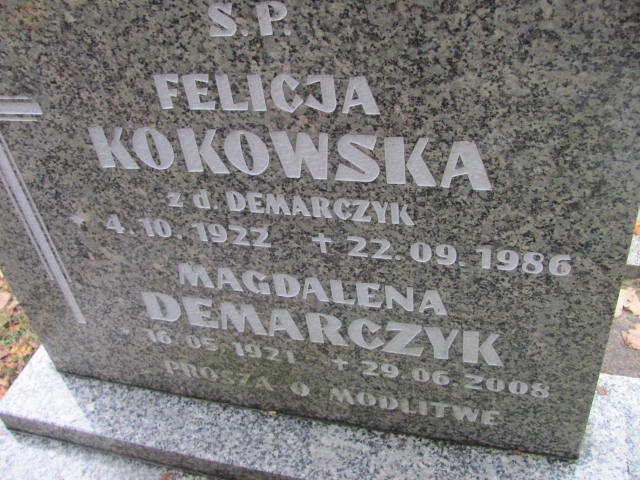 Ś.P.
FELICJA
KOKOWSKA
z d. DEMARCZYK
* 4.10.1922 + 22.09.1986
MAGDALENA
DEMARCZYK
* 16.05.1921 + 29.06.2008
PROSZĄ O MODLITWĘ